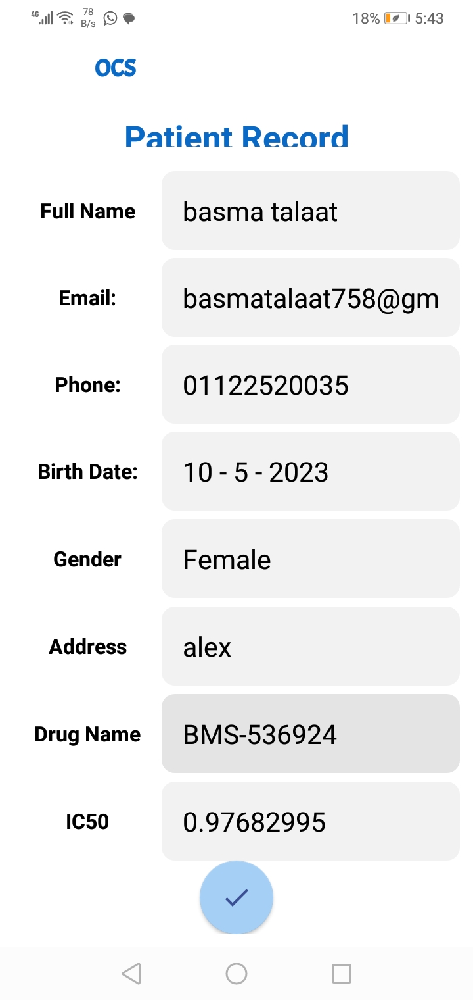 4G 78 B/s 18% 5:43
OCS
Patient Record
Full Name basma talaat
Email: basmatalaat758@gm
Phone: 01122520035
Birth Date: 10 - 5 - 2023
Gender Female
Address alex
Drug Name BMS-536924
IC50 0.97682995